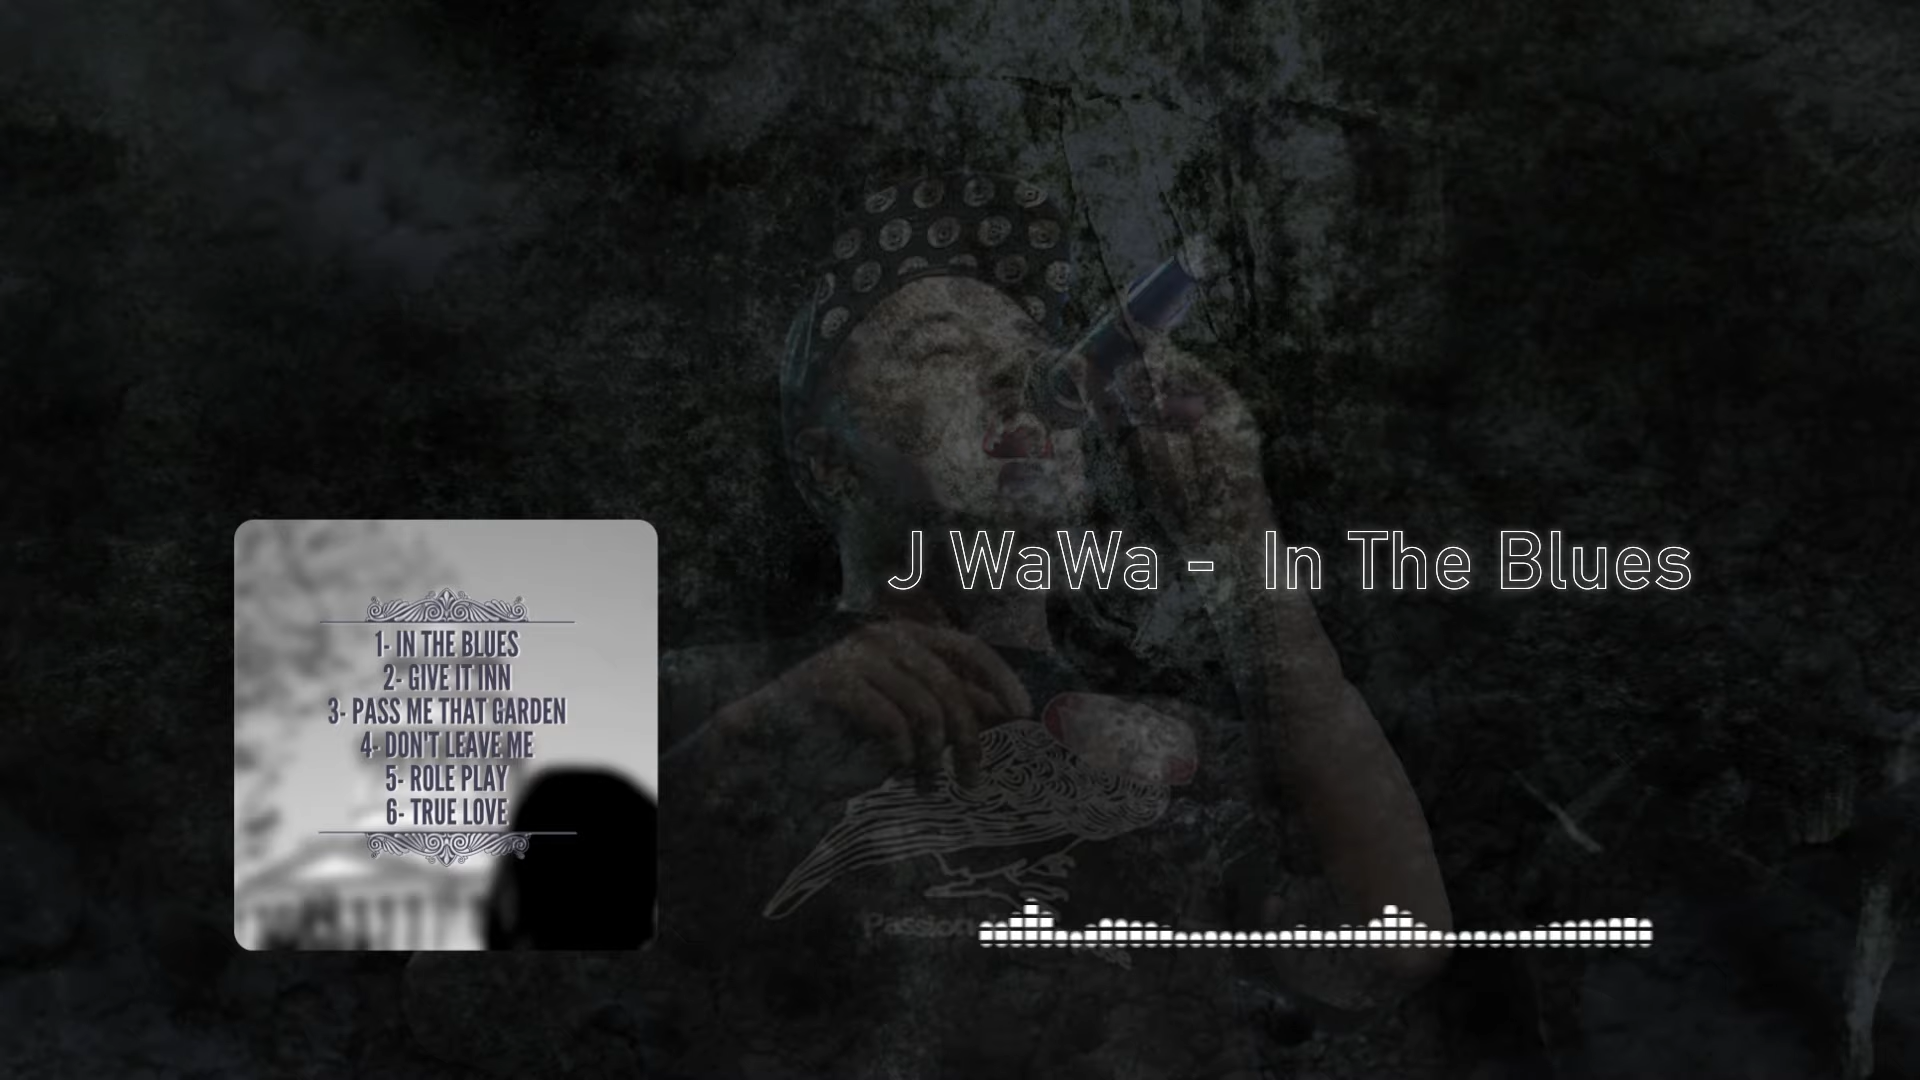 J WaWa - In The Blues
1- IN THE BLUES
2- GIVE IT INN
3- PASS ME THAT GARDEN
4- DON'T LEAVE ME
5- ROLE PLAY
6- TRUE LOVE
Passion